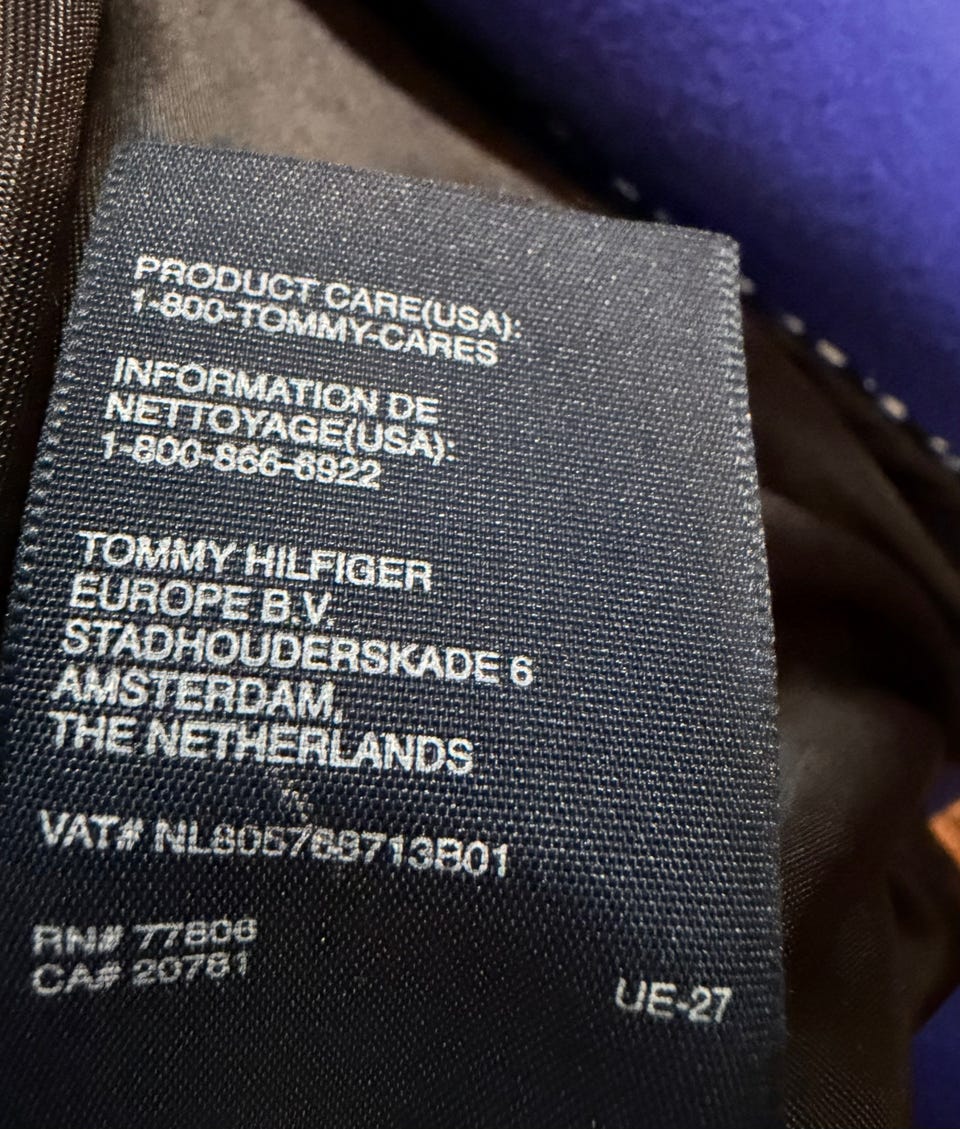 PRODUCT CARE(USA):
1-800-TOMMY-CARES
INFORMATION DE
NETTOYAGE(USA):
1-800-866-6922
TOMMY HILFIGER
EUROPE B.V.
STADHOUDERSKADE 6
AMSTERDAM,
THE NETHERLANDS
VAT# NL805768713B01
RN# 77806
CA# 20781
UE-27